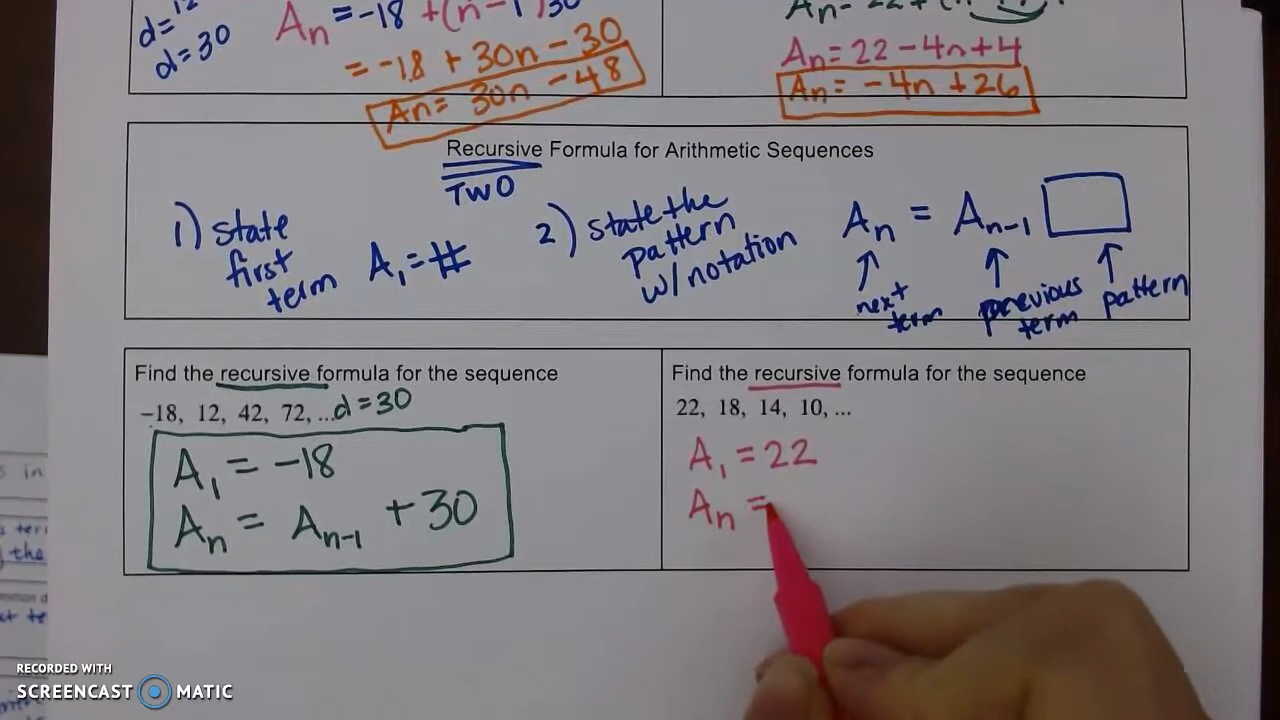 d=12
d=30
An = -18 + (n-1)30
= -18 + 30n - 30
An = 30n - 48
An = 22 - 4n + 4
An = -4n + 26
Recursive Formula for Arithmetic Sequences
TWO
1) state first term A₁ = #
2) state the pattern w/ notation
Aₙ = Aₙ₋₁
next term
previous term
pattern
Find the recursive formula for the sequence
−18, 12, 42, 72, ... d=30
A₁ = -18
Aₙ = Aₙ₋₁ + 30
Find the recursive formula for the sequence
22, 18, 14, 10, ...
A₁ = 22
Aₙ =
s in
the
RECORDED WITH
SCREENCAST MATIC